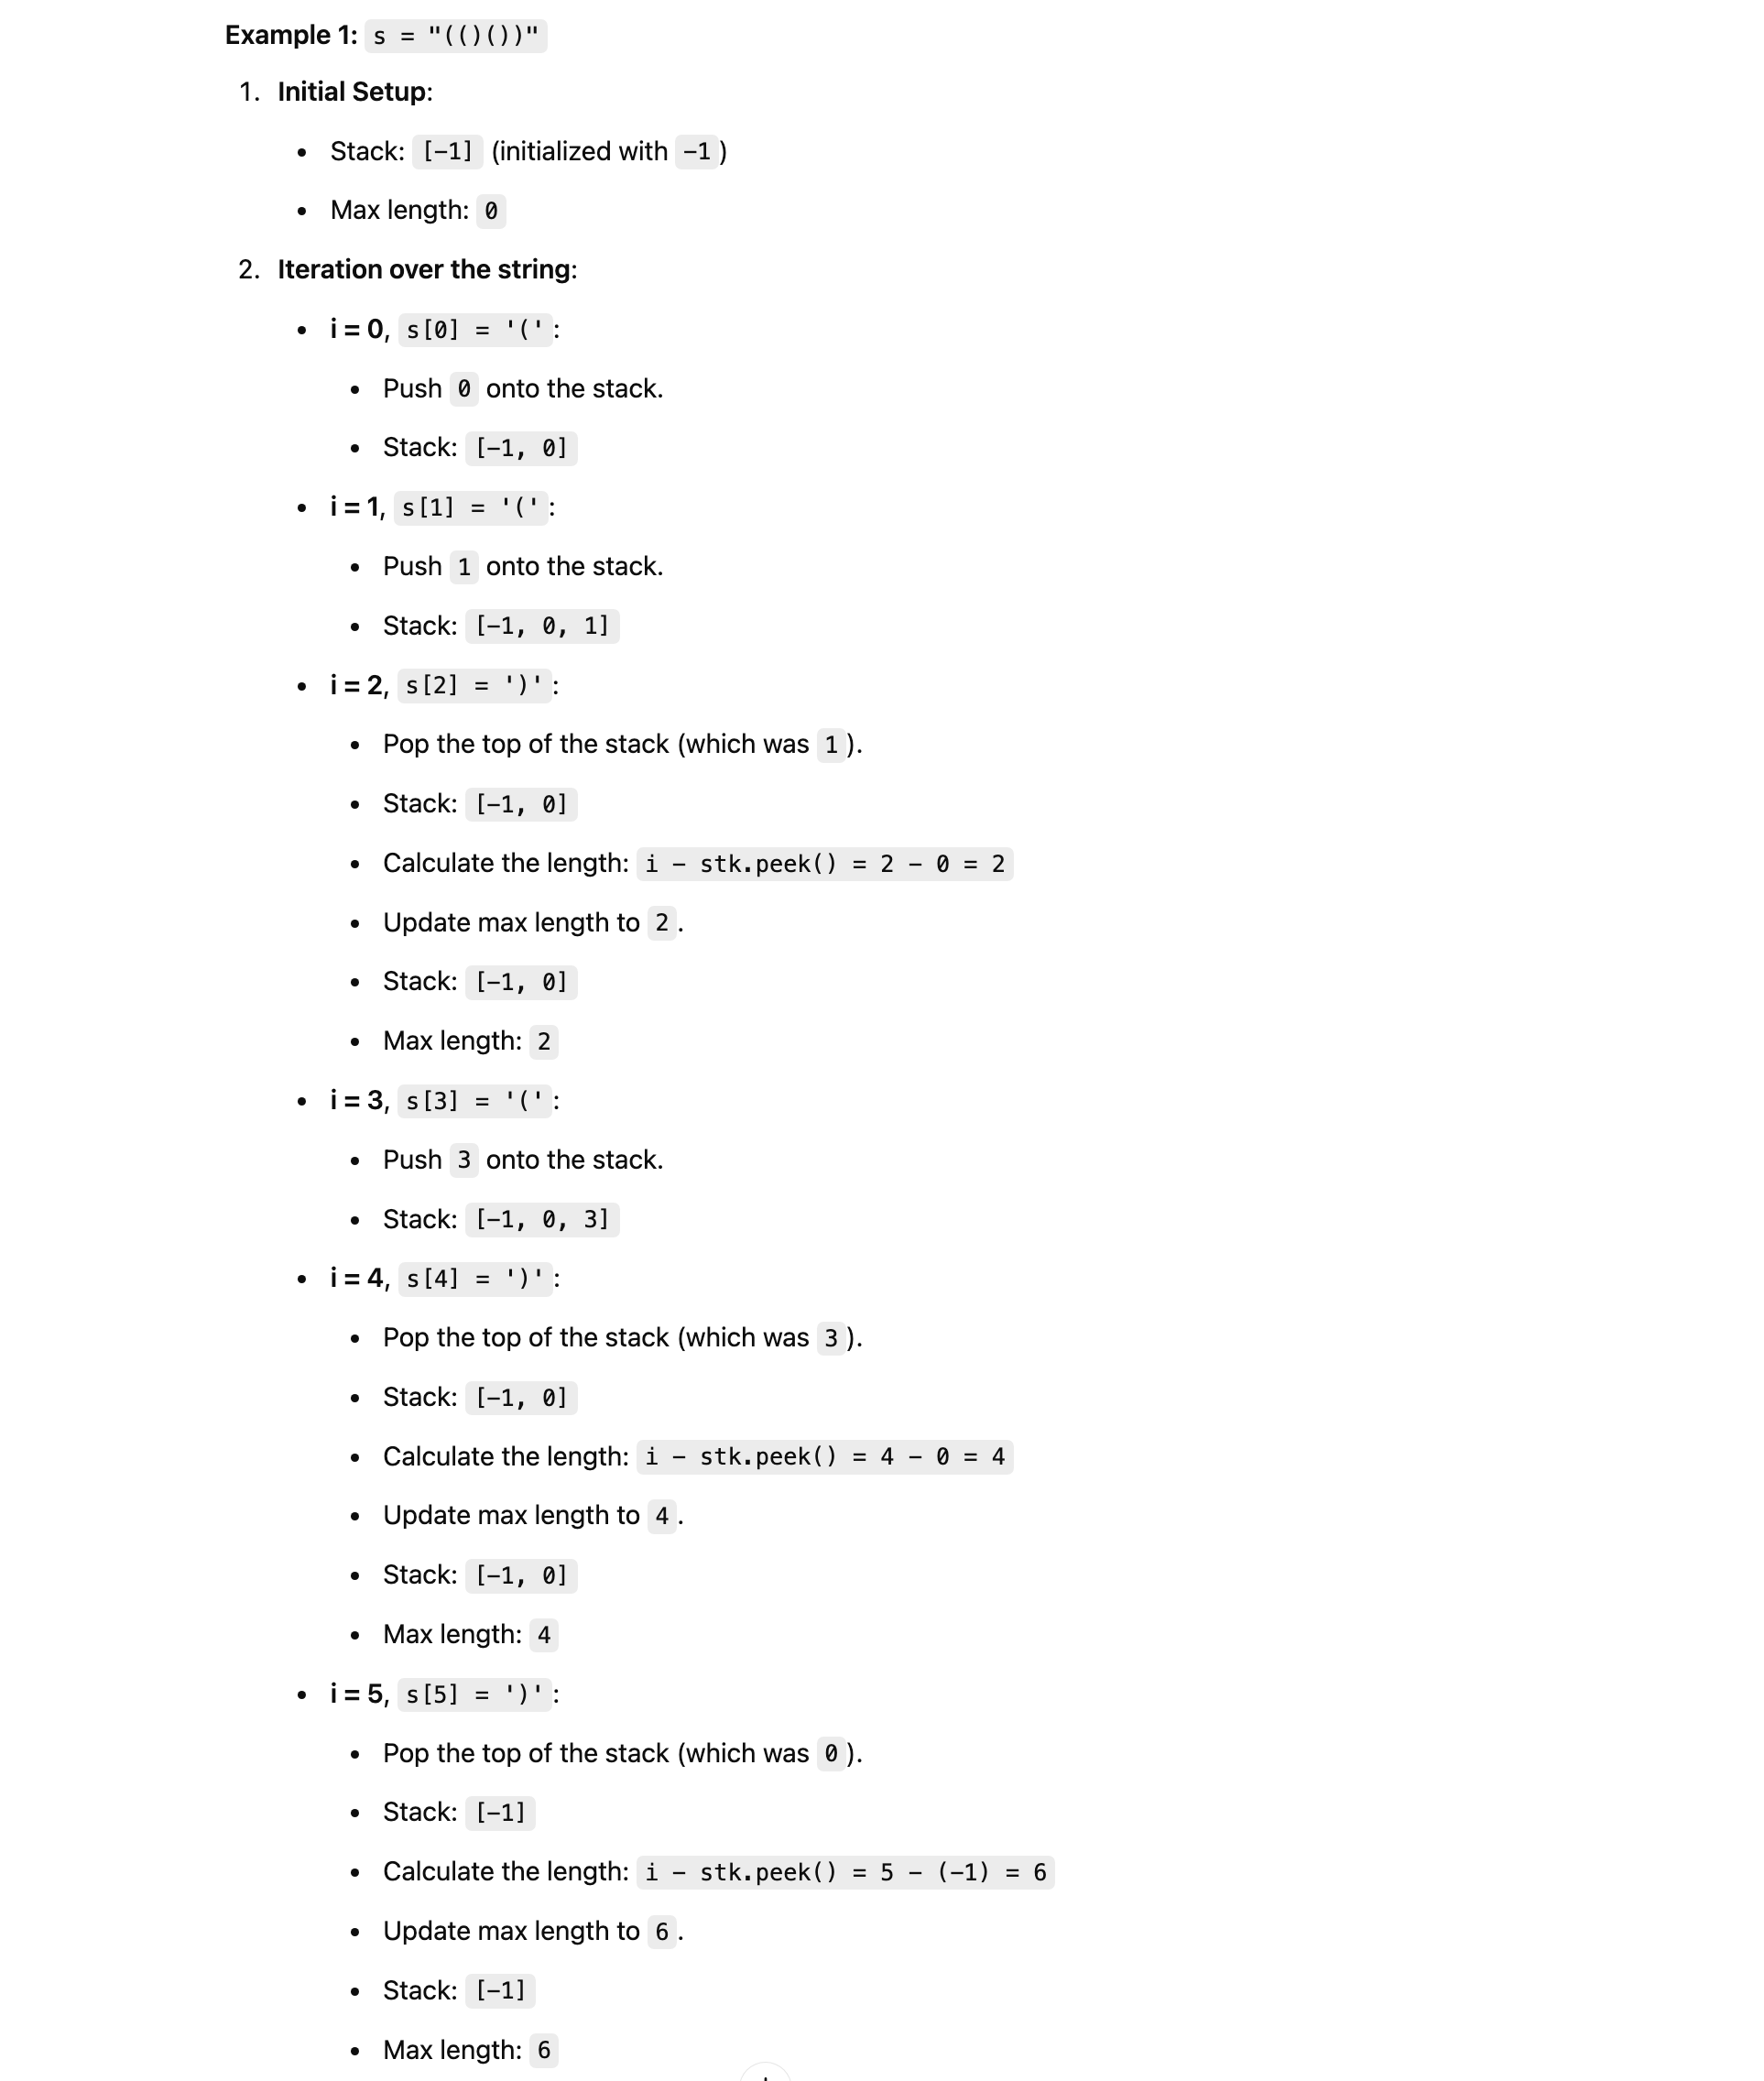 Example 1: s = "(()())"
1. Initial Setup:
• Stack: [-1] (initialized with -1)
• Max length: 0
2. Iteration over the string:
• i = 0, s[0] = '(':
• Push 0 onto the stack.
• Stack: [-1, 0]
• i = 1, s[1] = '(':
• Push 1 onto the stack.
• Stack: [-1, 0, 1]
• i = 2, s[2] = ')':
• Pop the top of the stack (which was 1).
• Stack: [-1, 0]
• Calculate the length: i - stk.peek() = 2 - 0 = 2
• Update max length to 2.
• Stack: [-1, 0]
• Max length: 2
• i = 3, s[3] = '(':
• Push 3 onto the stack.
• Stack: [-1, 0, 3]
• i = 4, s[4] = ')':
• Pop the top of the stack (which was 3).
• Stack: [-1, 0]
• Calculate the length: i - stk.peek() = 4 - 0 = 4
• Update max length to 4.
• Stack: [-1, 0]
• Max length: 4
• i = 5, s[5] = ')':
• Pop the top of the stack (which was 0).
• Stack: [-1]
• Calculate the length: i - stk.peek() = 5 - (-1) = 6
• Update max length to 6.
• Stack: [-1]
• Max length: 6